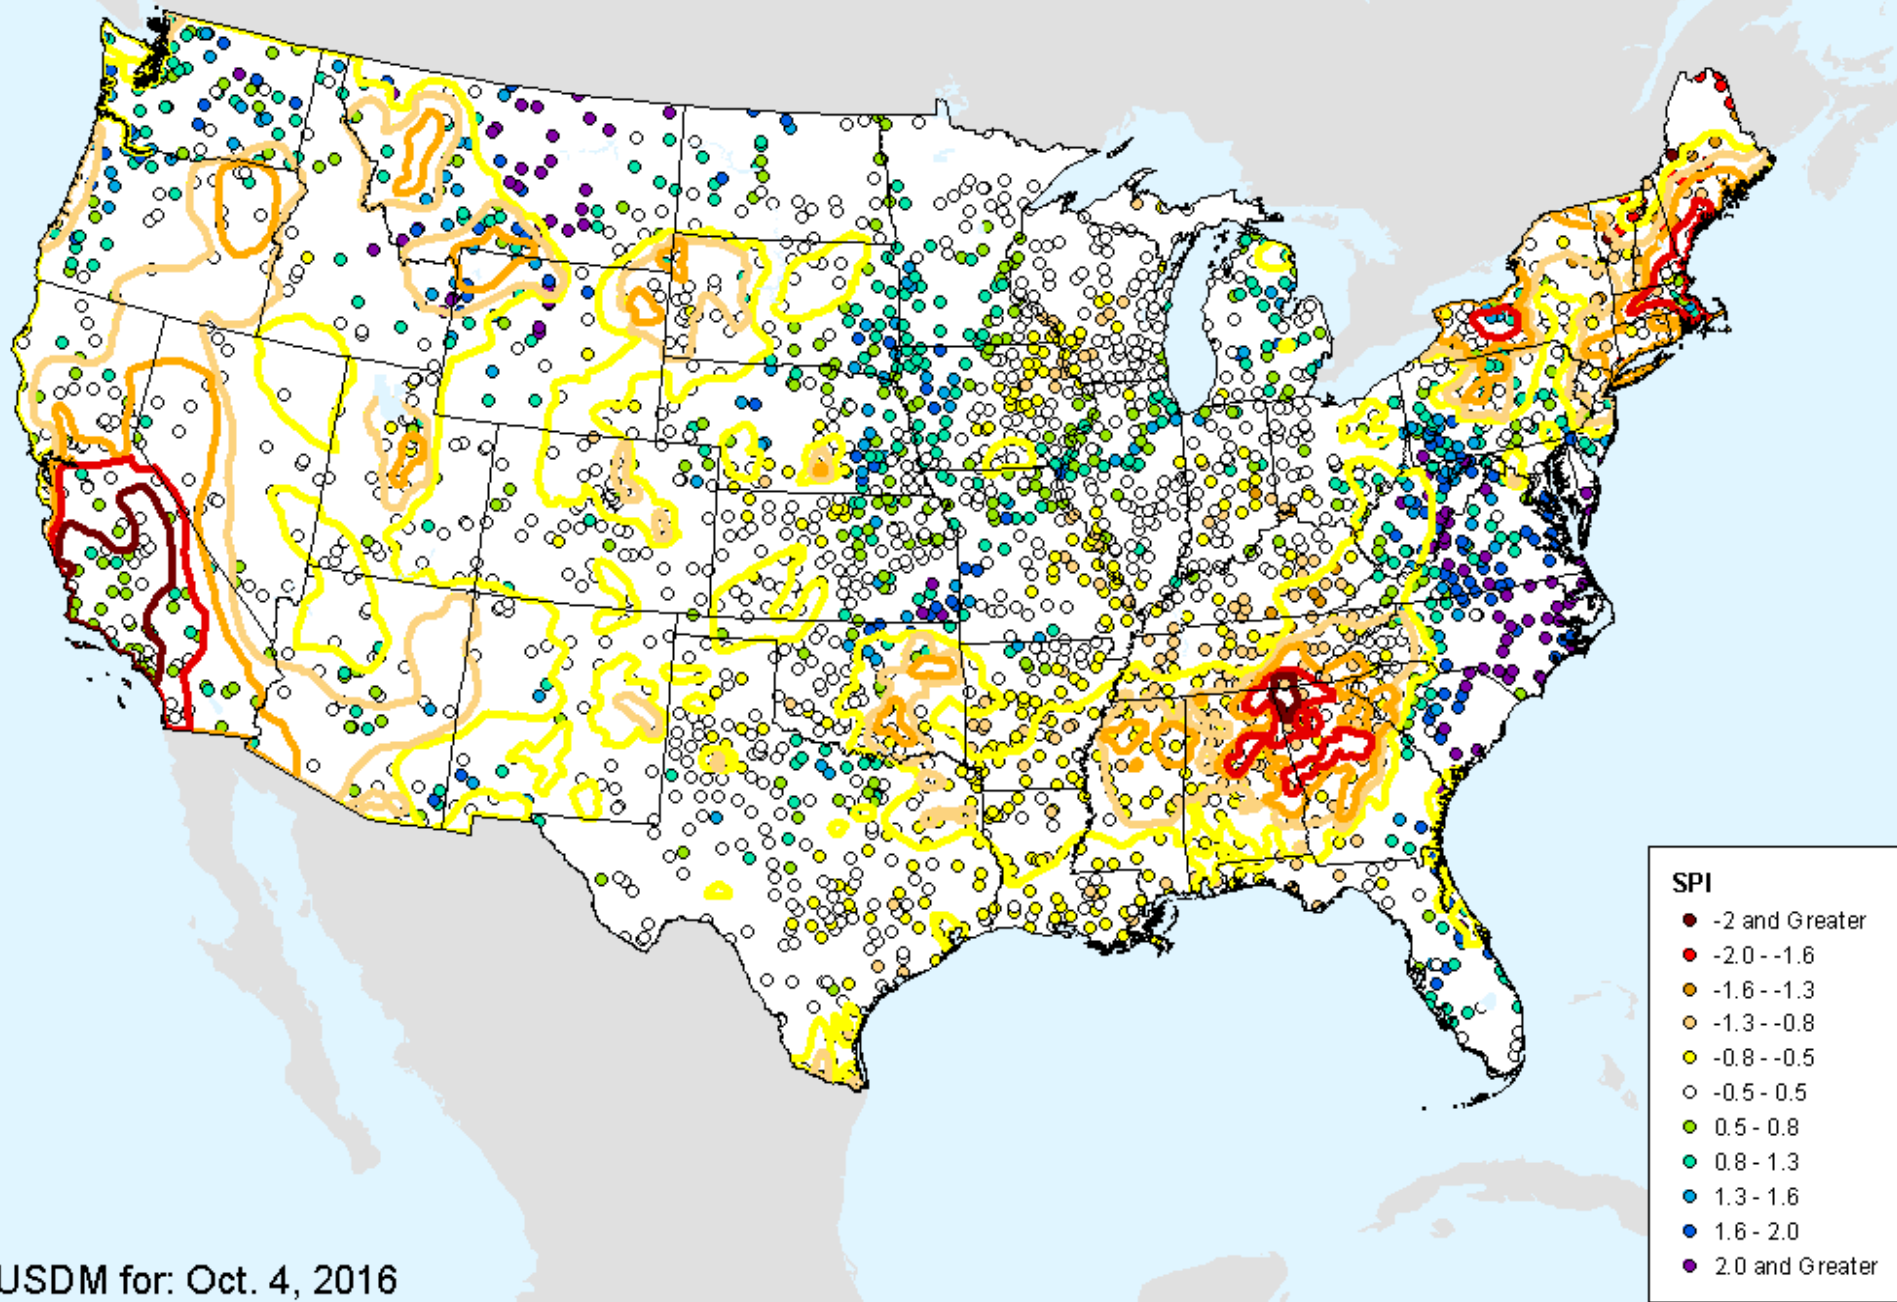 SPI
-2 and Greater
-2.0 - -1.6
-1.6 - -1.3
-1.3 - -0.8
-0.8 - -0.5
-0.5 - 0.5
0.5 - 0.8
0.8 - 1.3
1.3 - 1.6
1.6 - 2.0
2.0 and Greater
USDM for: Oct. 4, 2016